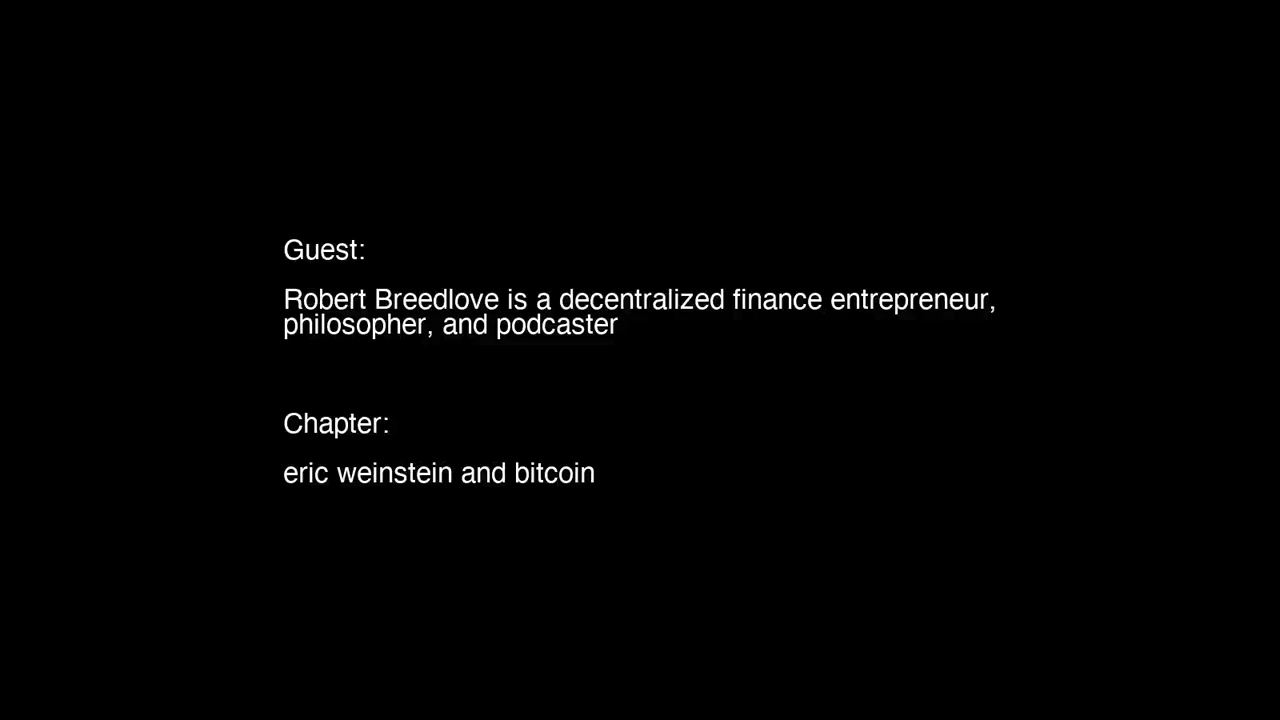 Guest:
Robert Breedlove is a decentralized finance entrepreneur,
philosopher, and podcaster
Chapter:
eric weinstein and bitcoin